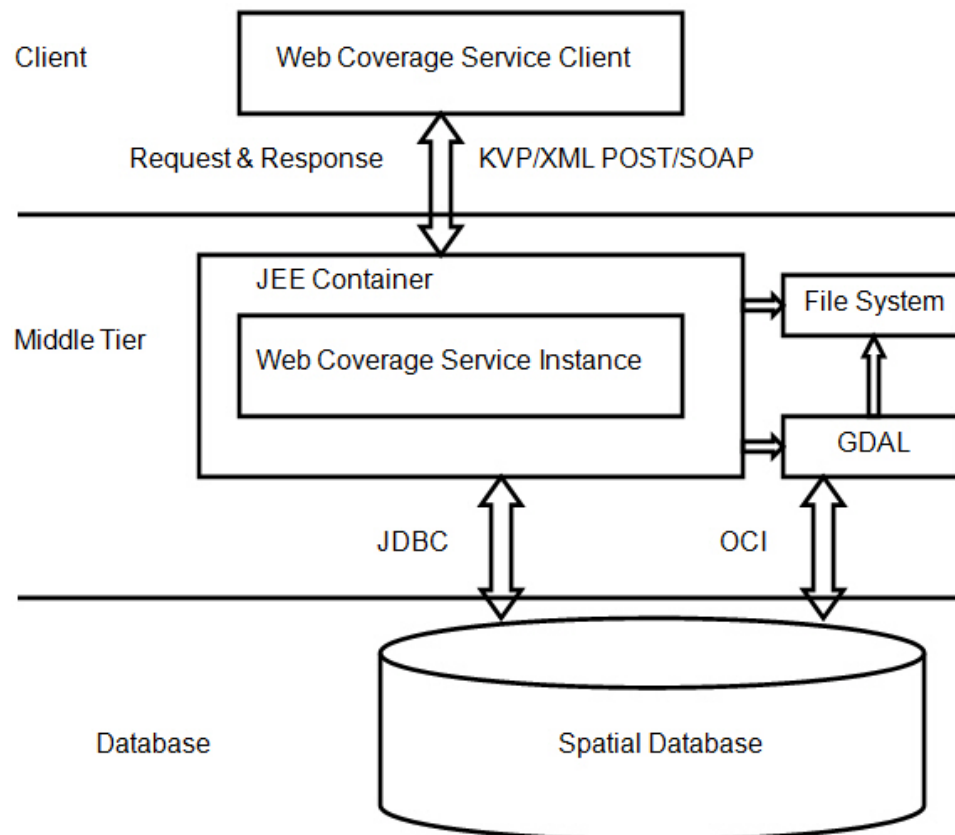 Client
Web Coverage Service Client
Request & Response
KVP/XML POST/SOAP
JEE Container
File System
Middle Tier
Web Coverage Service Instance
GDAL
JDBC
OCI
Database
Spatial Database